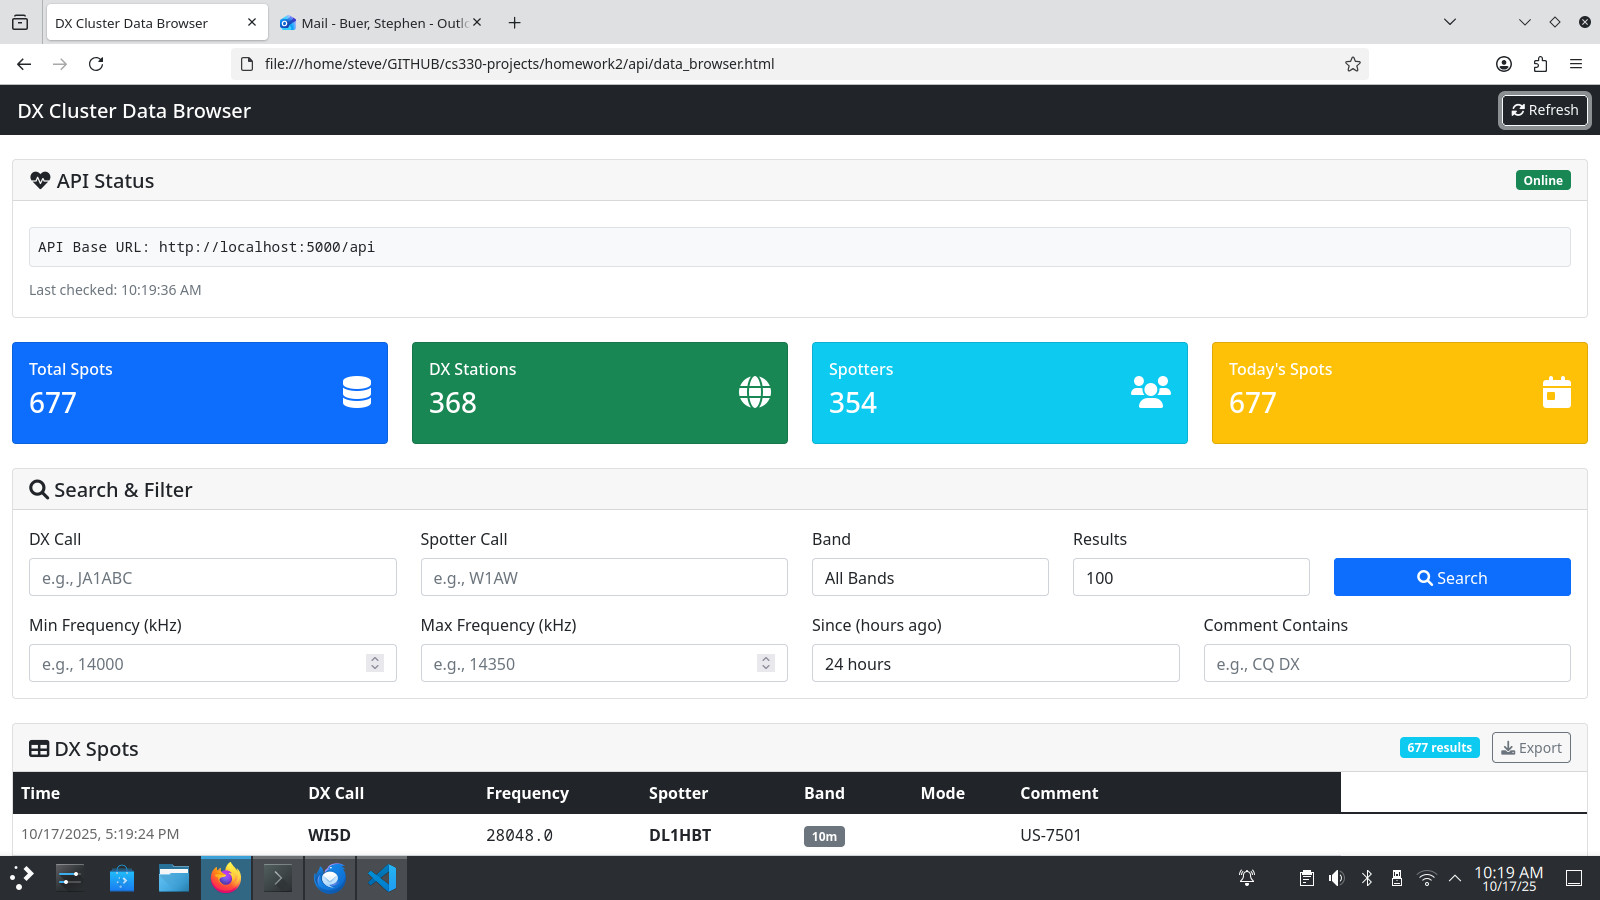 DX Cluster Data Browser
Mail - Buer, Stephen - Outlo
file:///home/steve/GITHUB/cs330-projects/homework2/api/data_browser.html
DX Cluster Data Browser
Refresh
API Status
Online
API Base URL: http://localhost:5000/api
Last checked: 10:19:36 AM
Total Spots
677
DX Stations
368
Spotters
354
Today's Spots
677
Search & Filter
DX Call
e.g., JA1ABC
Spotter Call
e.g., W1AW
Band
All Bands
Results
100
Search
Min Frequency (kHz)
e.g., 14000
Max Frequency (kHz)
e.g., 14350
Since (hours ago)
24 hours
Comment Contains
e.g., CQ DX
DX Spots
677 results
Export
Time DX Call Frequency Spotter Band Mode Comment
10/17/2025, 5:19:24 PM WI5D 28048.0 DL1HBT 10m US-7501
10:19 AM
10/17/25